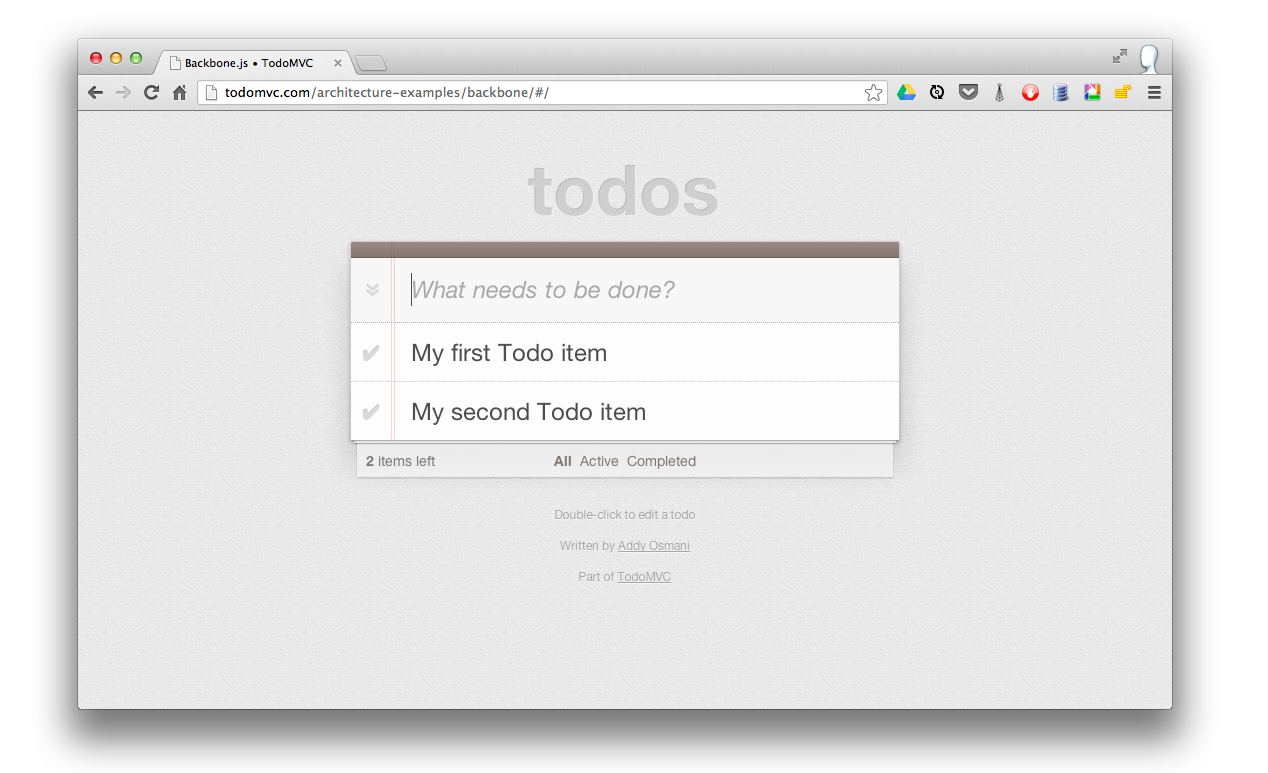 Backbone.js • TodoMVC
todomvc.com/architecture-examples/backbone/#/
todos
What needs to be done?
My first Todo item
My second Todo item
2 items left All Active Completed
Double-click to edit a todo
Written by Addy Osmani
Part of TodoMVC